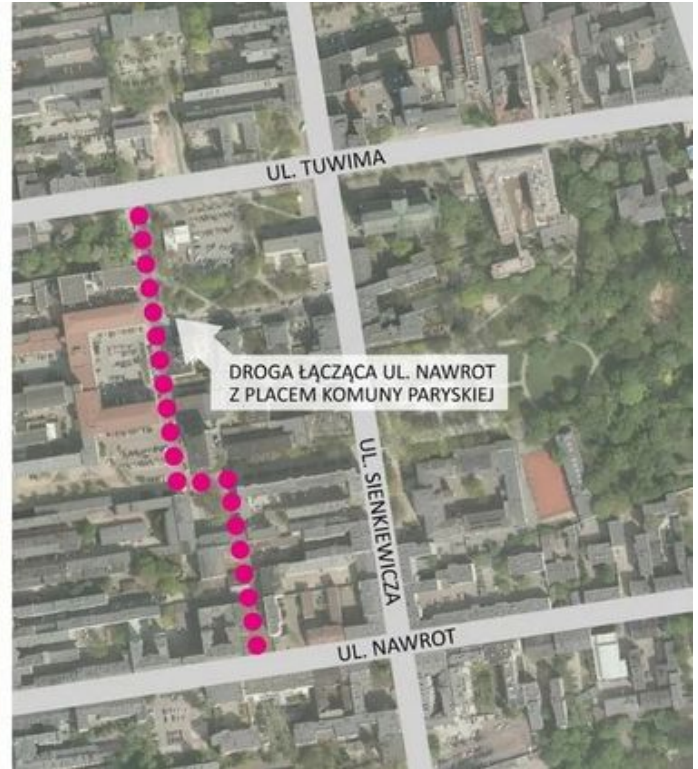 UL. TUWIMA
DROGA ŁĄCZĄCA UL. NAWROT
Z PLACEM KOMUNY PARYSKIEJ
UL. SIENKIEWICZA
UL. NAWROT